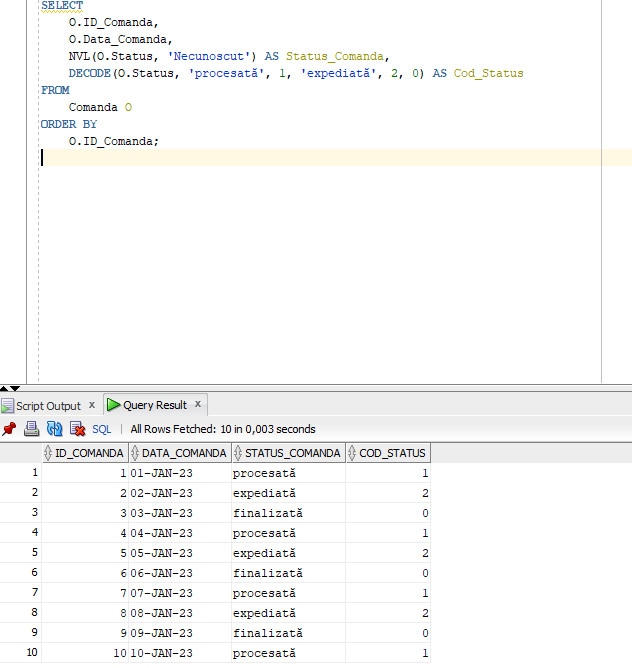 SELECT
O.ID_Comanda,
O.Data_Comanda,
NVL(O.Status, 'Necunoscut') AS Status_Comanda,
DECODE(O.Status, 'procesată', 1, 'expediată', 2, 0) AS Cod_Status
FROM
Comanda O
ORDER BY
O.ID_Comanda;
Script Output x Query Result x
SQL | All Rows Fetched: 10 in 0,003 seconds
ID_COMANDA DATA_COMANDA STATUS_COMANDA COD_STATUS
1 1 01-JAN-23 procesată 1
2 2 02-JAN-23 expediată 2
3 3 03-JAN-23 finalizată 0
4 4 04-JAN-23 procesată 1
5 5 05-JAN-23 expediată 2
6 6 06-JAN-23 finalizată 0
7 7 07-JAN-23 procesată 1
8 8 08-JAN-23 expediată 2
9 9 09-JAN-23 finalizată 0
10 10 10-JAN-23 procesată 1